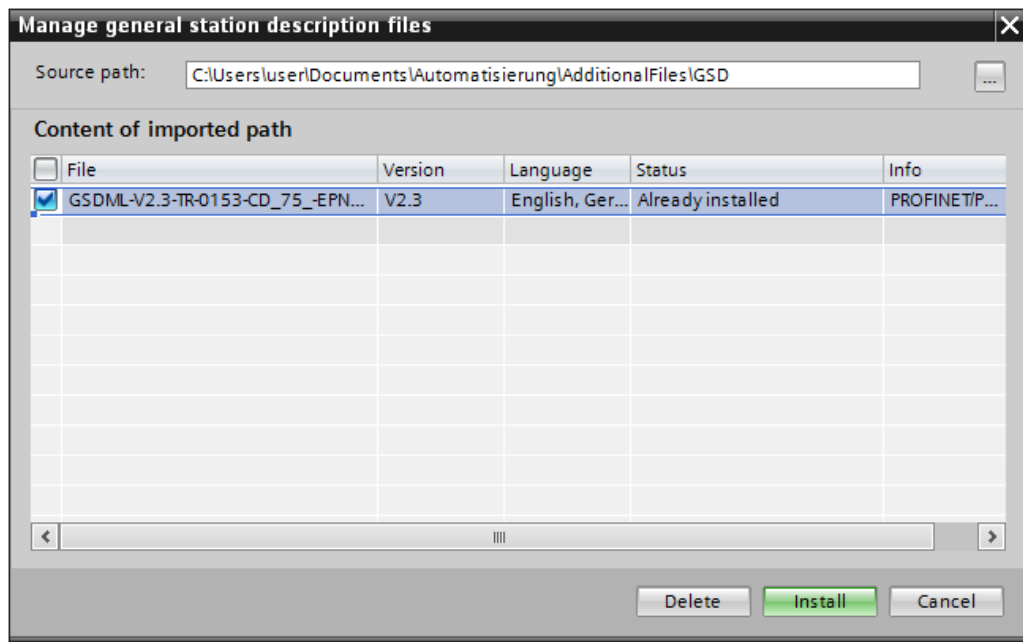 Manage general station description files
Source path: C:\Users\user\Documents\Automatisierung\AdditionalFiles\GSD ...
Content of imported path
File Version Language Status Info
GSDML-V2.3-TR-0153-CD_75_-EPN... V2.3 English, Ger... Already installed PROFINET/P...
Delete Install Cancel